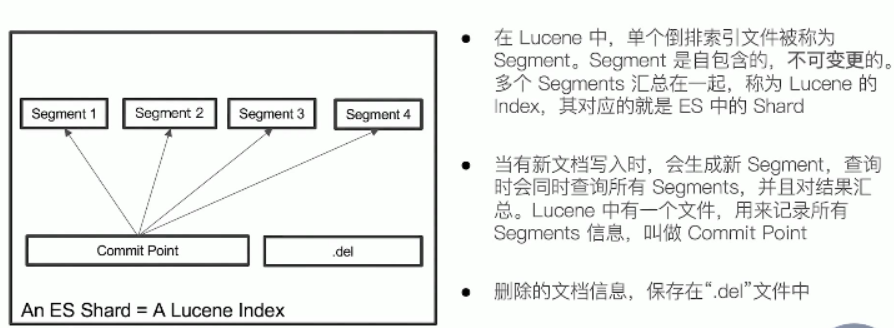 Segment 1
Segment 2
Segment 3
Segment 4
Commit Point
.del
An ES Shard = A Lucene Index
● 在 Lucene 中，单个倒排索引文件被称为
Segment。Segment 是自包含的，不可变更的。
多个 Segments 汇总在一起，称为 Lucene 的
Index，其对应的就是 ES 中的 Shard
● 当有新文档写入时，会生成新 Segment，查询
时会同时查询所有 Segments，并且对结果汇
总。Lucene 中有一个文件，用来记录所有
Segments 信息，叫做 Commit Point
● 删除的文档信息，保存在“.del”文件中